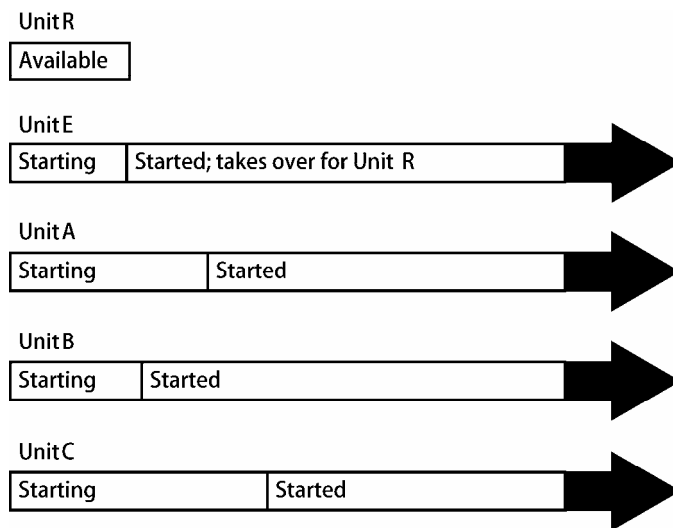 Unit R
Available
Unit E
Starting Started; takes over for Unit R
Unit A
Starting Started
Unit B
Starting Started
Unit C
Starting Started